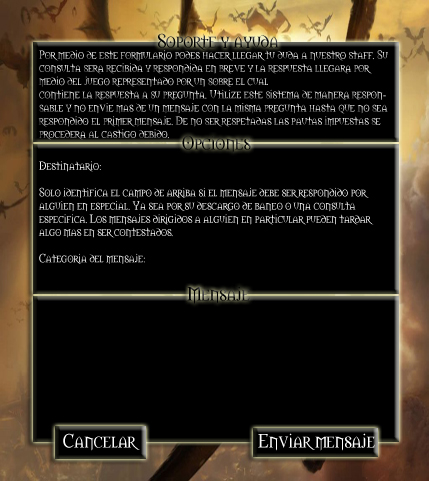 Soporte y ayuda
Por medio de este formulario podes hacer llegar tu duda a nuestro staff. Su
consulta sera recibida y respondida en breve y la respuesta llegara por
medio del juego representado por un sobre el cual
contiene la respuesta a su pregunta. Utilize este sistema de manera respon-
sable y no envie mas de un mensaje con la misma pregunta hasta que no sea
respondido el primer mensaje. De no ser respetadas las pautas impuestas se
procedera al castigo debido.
Opciones
Destinatario:
Solo identifica el campo de arriba si el mensaje debe ser respondido por
alguien en especial. Ya sea por su descargo de baneo o una consulta
especifica. Los mensajes dirigidos a alguien en particular pueden tardar
algo mas en ser contestados.
Categoria del mensaje:
Mensaje
Cancelar
Enviar mensaje